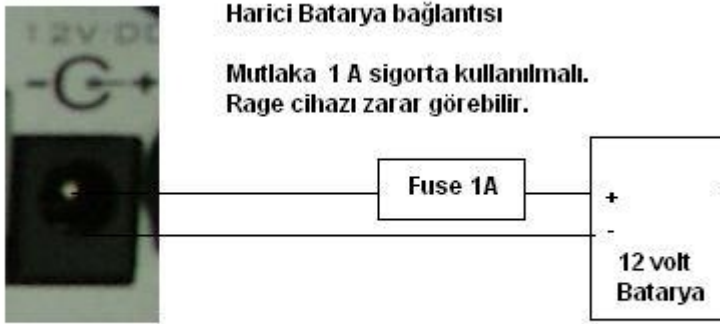 Harici Batarya bağlantısı
Mutlaka 1 A sigorta kullanılmalı.
Rage cihazı zarar görebilir.
12V DC
- +
Fuse 1A
+
-
12 volt
Batarya